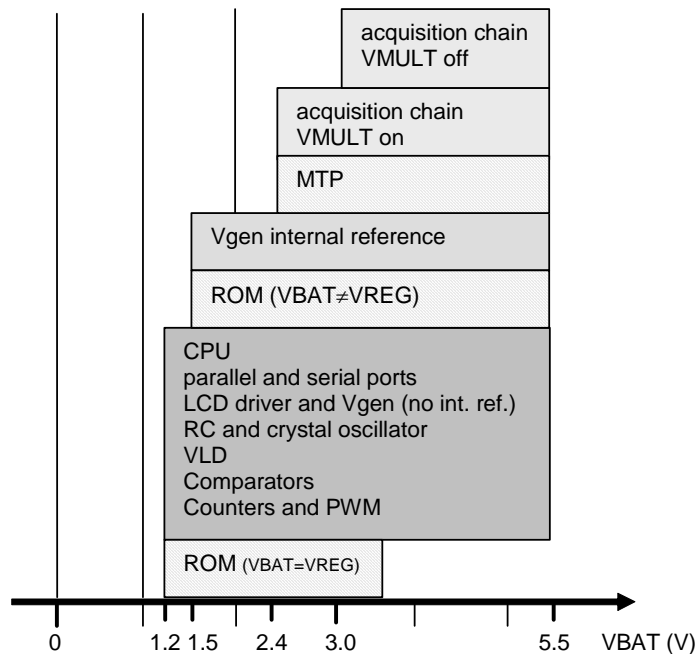 acquisition chain
VMULT off
acquisition chain
VMULT on
MTP
Vgen internal reference
ROM (VBAT≠VREG)
CPU
parallel and serial ports
LCD driver and Vgen (no int. ref.)
RC and crystal oscillator
VLD
Comparators
Counters and PWM
ROM (VBAT=VREG)
0 1.2 1.5 2.4 3.0 5.5 VBAT (V)